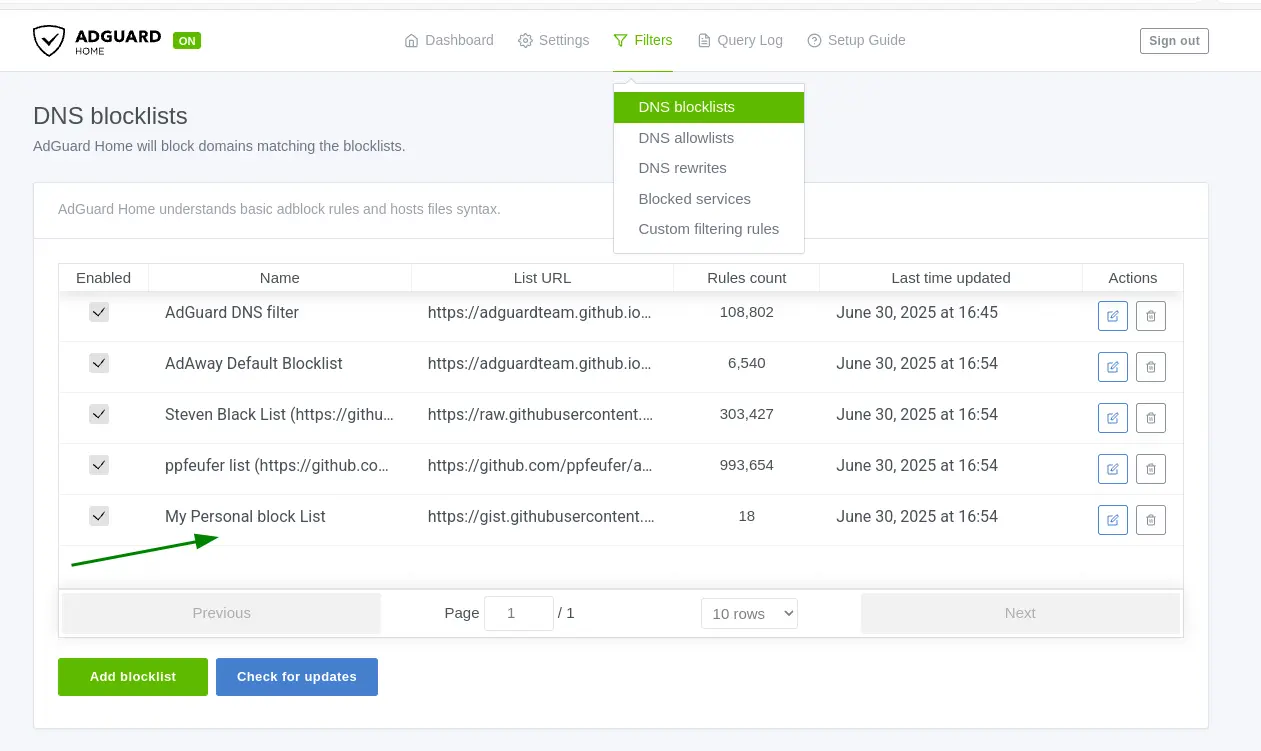 ADGUARD
HOME
ON
Dashboard
Settings
Filters
Query Log
Setup Guide
Sign out
DNS blocklists
DNS allowlists
DNS rewrites
Blocked services
Custom filtering rules
DNS blocklists
AdGuard Home will block domains matching the blocklists.
AdGuard Home understands basic adblock rules and hosts files syntax.
Enabled Name List URL Rules count Last time updated Actions
AdGuard DNS filter https://adguardteam.github.io... 108,802 June 30, 2025 at 16:45
AdAway Default Blocklist https://adguardteam.github.io... 6,540 June 30, 2025 at 16:54
Steven Black List (https://githu... https://raw.githubusercontent.... 303,427 June 30, 2025 at 16:54
ppfeufer list (https://github.co... https://github.com/ppfeufer/a... 993,654 June 30, 2025 at 16:54
My Personal block List https://gist.githubusercontent.... 18 June 30, 2025 at 16:54
Previous Page 1 / 1 10 rows Next
Add blocklist Check for updates